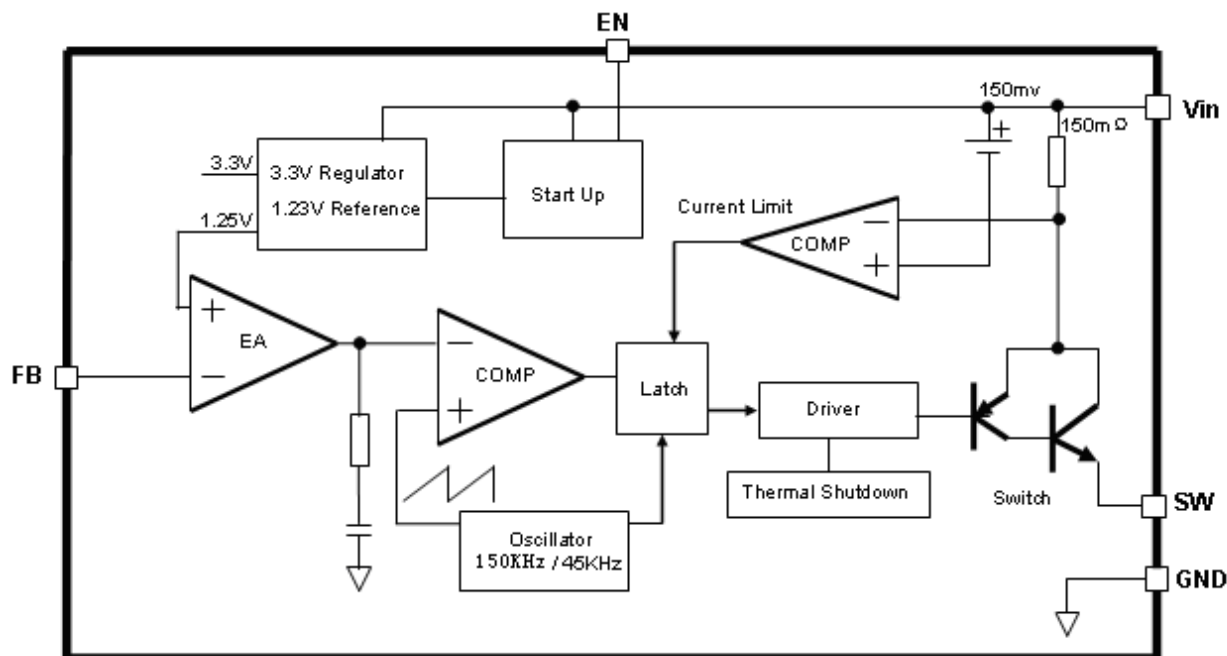 EN
150mv
Vin
150mΩ
3.3V
3.3V Regulator
1.23V Reference
Start Up
1.25V
Current Limit
−
COMP
+
+
+
EA
−
FB
−
COMP
+
Latch
Driver
Thermal Shutdown
Switch
SW
Oscillator
150KHz / 45KHz
GND